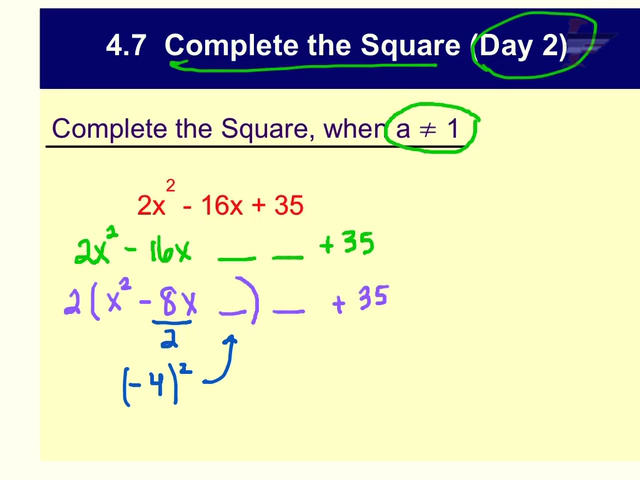 4.7 Complete the Square (Day 2)
Complete the Square, when a ≠ 1
2x² - 16x + 35
2x² - 16x __ __ + 35
2(x² - 8x __) __ + 35
2
(-4)²